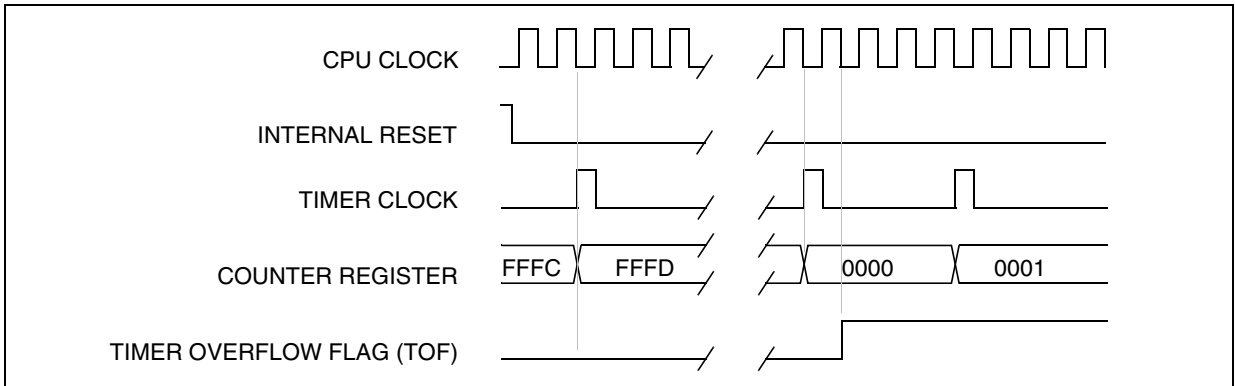 CPU CLOCK
INTERNAL RESET
TIMER CLOCK
COUNTER REGISTER FFFC FFFD 0000 0001
TIMER OVERFLOW FLAG (TOF)